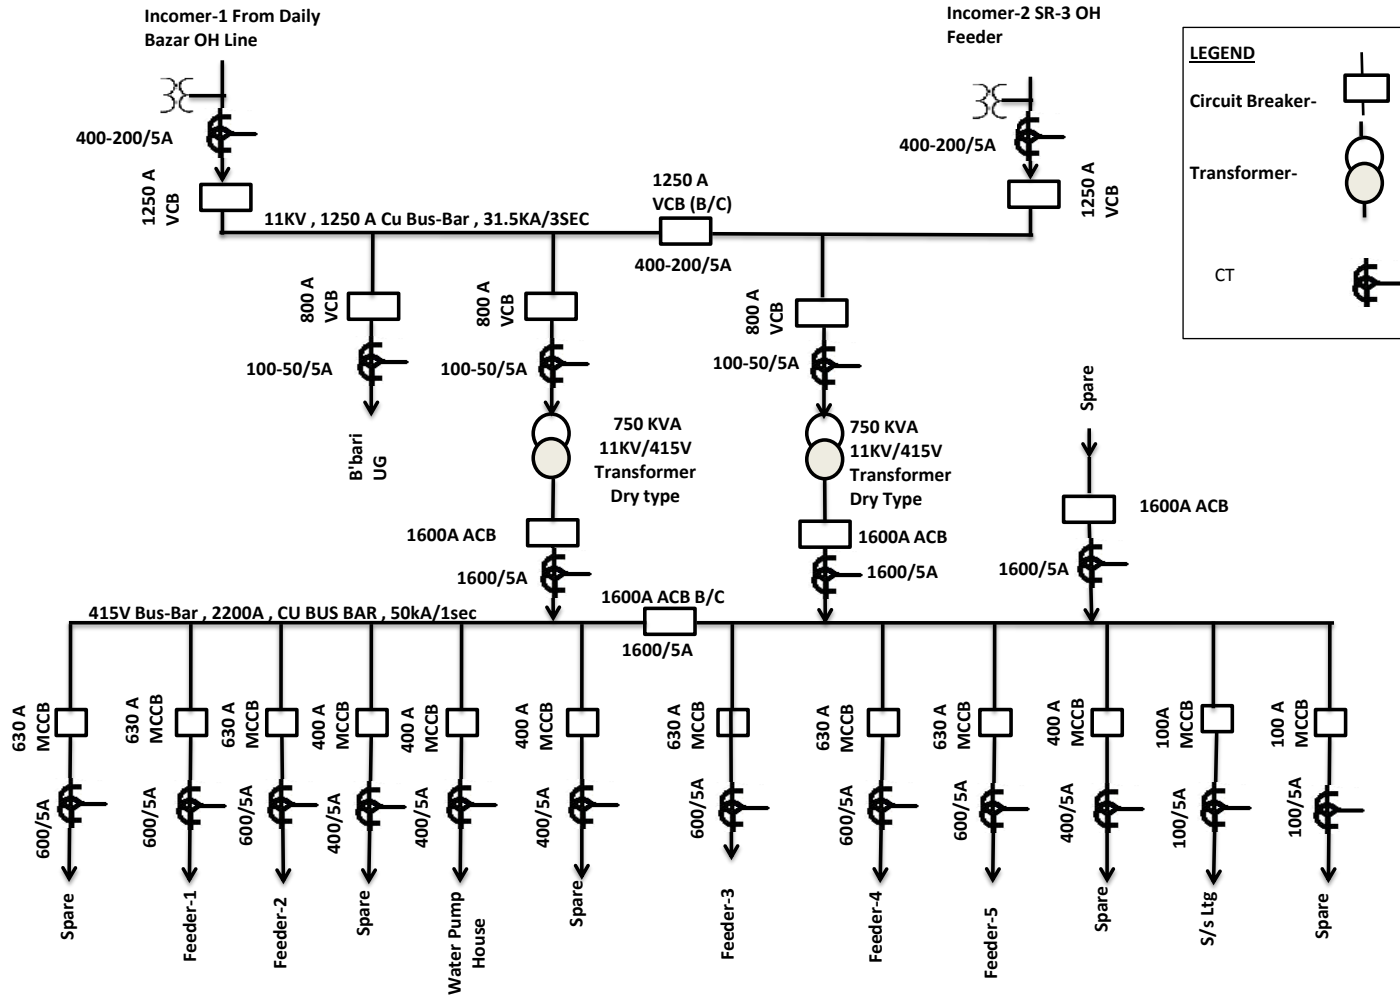 Incomer-1 From Daily
Bazar OH Line
Incomer-2 SR-3 OH
Feeder
LEGEND
Circuit Breaker-
Transformer-
CT
400-200/5A
400-200/5A
1250 A
VCB
1250 A
VCB (B/C)
1250 A
VCB
11KV , 1250 A Cu Bus-Bar , 31.5KA/3SEC
400-200/5A
800 A
VCB
800 A
VCB
800 A
VCB
100-50/5A
100-50/5A
100-50/5A
Spare
B'bari
UG
750 KVA
11KV/415V
Transformer
Dry type
750 KVA
11KV/415V
Transformer
Dry Type
1600A ACB
1600A ACB
1600A ACB
1600/5A
1600/5A
1600/5A
1600A ACB B/C
415V Bus-Bar , 2200A , CU BUS BAR , 50kA/1sec
1600/5A
630 A
MCCB
630 A
MCCB
630 A
MCCB
400 A
MCCB
400 A
MCCB
400 A
MCCB
630 A
MCCB
630 A
MCCB
630 A
MCCB
400 A
MCCB
100A
MCCB
100 A
MCCB
600/5A
600/5A
600/5A
400/5A
400/5A
400/5A
600/5A
600/5A
600/5A
400/5A
100/5A
100/5A
Spare
Feeder-1
Feeder-2
Spare
Water Pump
House
Spare
Feeder-3
Feeder-4
Feeder-5
Spare
S/s Ltg
Spare